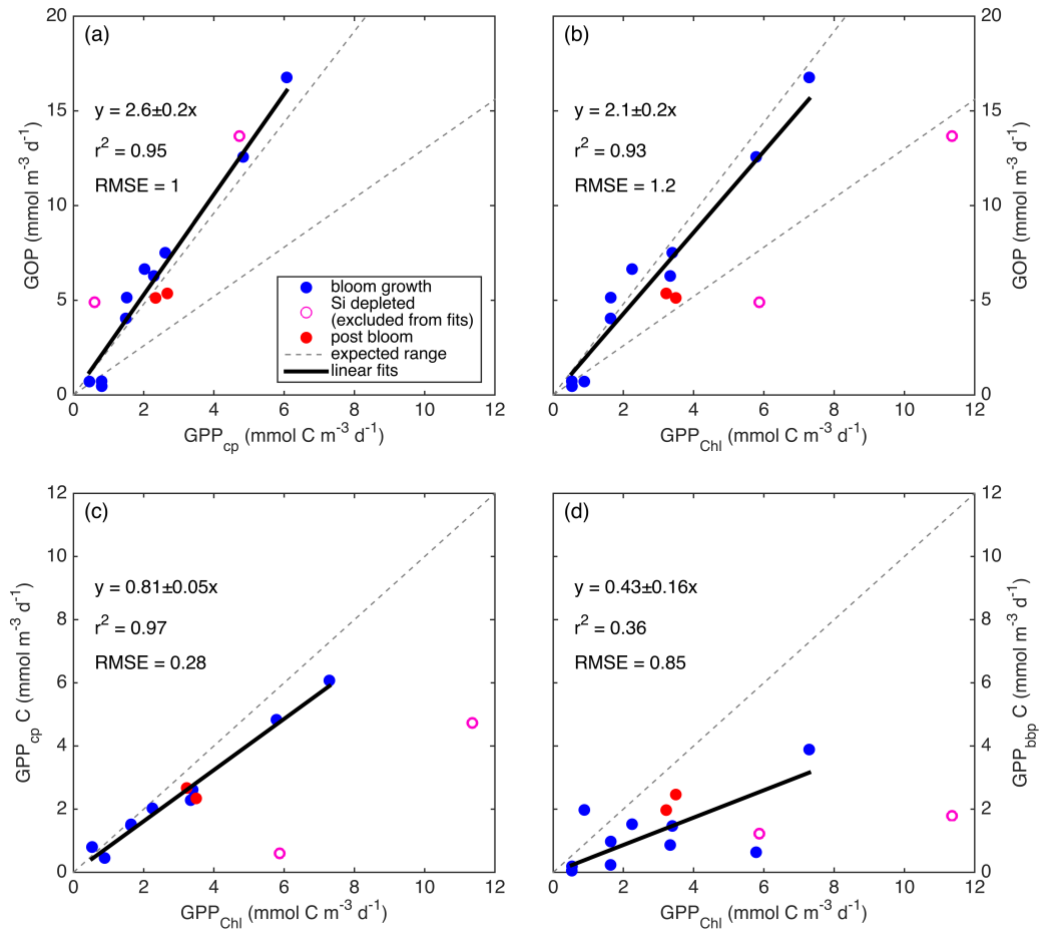 (a)
y = 2.6±0.2x
r² = 0.95
RMSE = 1
GOP (mmol m⁻³ d⁻¹)
20
15
10
5
0
0 2 4 6 8 10 12
GPP_cp (mmol C m⁻³ d⁻¹)
bloom growth
Si depleted
(excluded from fits)
post bloom
expected range
linear fits
(b)
y = 2.1±0.2x
r² = 0.93
RMSE = 1.2
GOP (mmol m⁻³ d⁻¹)
20
15
10
5
0
0 2 4 6 8 10 12
GPP_Chl (mmol C m⁻³ d⁻¹)
(c)
y = 0.81±0.05x
r² = 0.97
RMSE = 0.28
GPP_cp C (mmol m⁻³ d⁻¹)
12
10
8
6
4
2
0
0 2 4 6 8 10 12
GPP_Chl (mmol C m⁻³ d⁻¹)
(d)
y = 0.43±0.16x
r² = 0.36
RMSE = 0.85
GPP_bbp C (mmol m⁻³ d⁻¹)
12
10
8
6
4
2
0
0 2 4 6 8 10 12
GPP_Chl (mmol C m⁻³ d⁻¹)